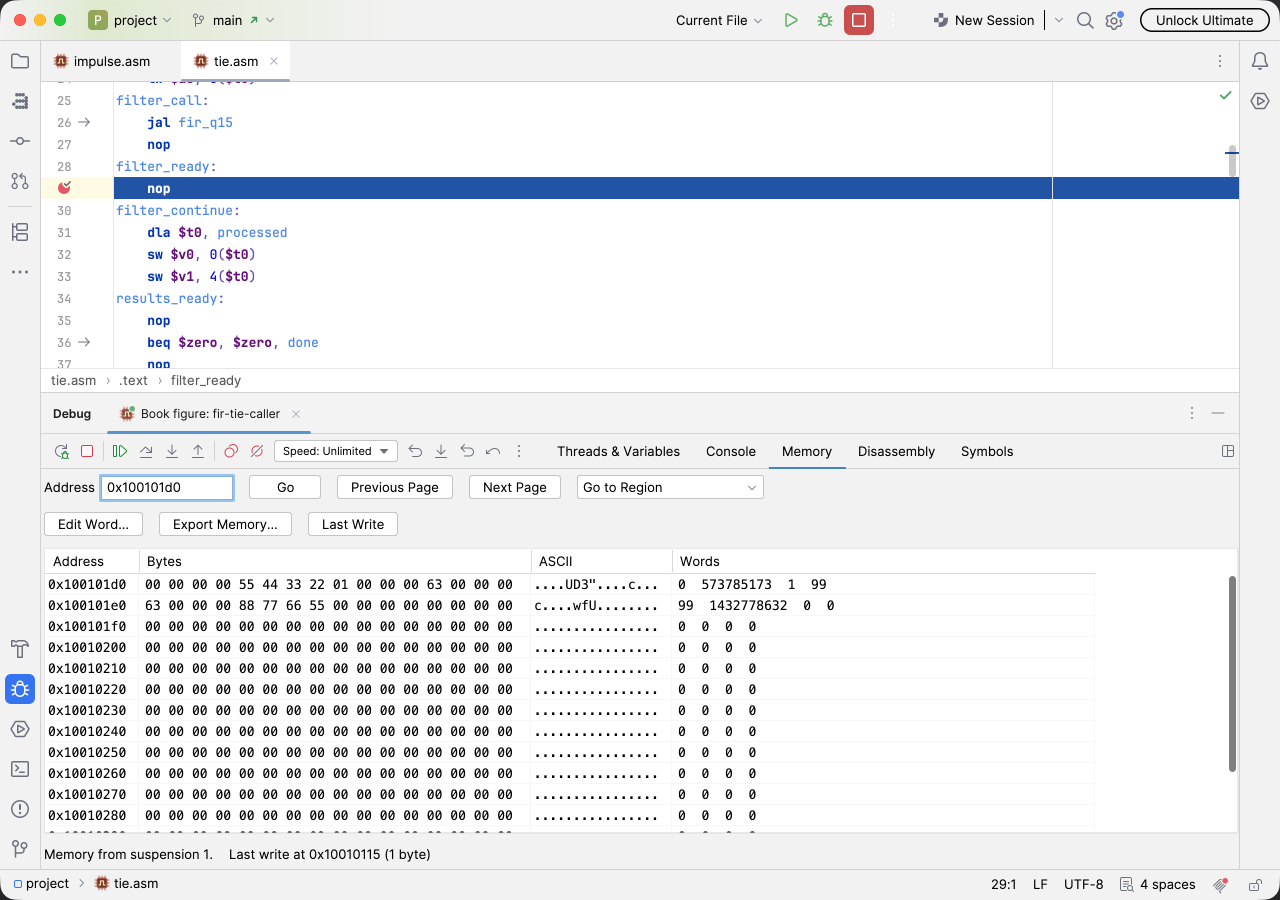 P project main Current File New Session Unlock Ultimate
impulse.asm tie.asm
25 filter_call:
26 jal fir_q15
27 nop
28 filter_ready:
nop
30 filter_continue:
31 dla $t0, processed
32 sw $v0, 0($t0)
33 sw $v1, 4($t0)
34 results_ready:
35 nop
36 beq $zero, $zero, done
37 nop
tie.asm › .text › filter_ready
Debug Book figure: fir-tie-caller
Speed: Unlimited Threads & Variables Console Memory Disassembly Symbols
Address 0x100101d0 Go Previous Page Next Page Go to Region
Edit Word... Export Memory... Last Write
Address Bytes ASCII Words
0x100101d0 00 00 00 00 55 44 33 22 01 00 00 00 63 00 00 00 ....UD3"....c... 0 573785173 1 99
0x100101e0 63 00 00 00 88 77 66 55 00 00 00 00 00 00 00 00 c....wfU........ 99 1432778632 0 0
0x100101f0 00 00 00 00 00 00 00 00 00 00 00 00 00 00 00 00 ................ 0 0 0 0
0x10010200 00 00 00 00 00 00 00 00 00 00 00 00 00 00 00 00 ................ 0 0 0 0
0x10010210 00 00 00 00 00 00 00 00 00 00 00 00 00 00 00 00 ................ 0 0 0 0
0x10010220 00 00 00 00 00 00 00 00 00 00 00 00 00 00 00 00 ................ 0 0 0 0
0x10010230 00 00 00 00 00 00 00 00 00 00 00 00 00 00 00 00 ................ 0 0 0 0
0x10010240 00 00 00 00 00 00 00 00 00 00 00 00 00 00 00 00 ................ 0 0 0 0
0x10010250 00 00 00 00 00 00 00 00 00 00 00 00 00 00 00 00 ................ 0 0 0 0
0x10010260 00 00 00 00 00 00 00 00 00 00 00 00 00 00 00 00 ................ 0 0 0 0
0x10010270 00 00 00 00 00 00 00 00 00 00 00 00 00 00 00 00 ................ 0 0 0 0
0x10010280 00 00 00 00 00 00 00 00 00 00 00 00 00 00 00 00 ................ 0 0 0 0
Memory from suspension 1. Last write at 0x10010115 (1 byte)
project › tie.asm 29:1 LF UTF-8 4 spaces